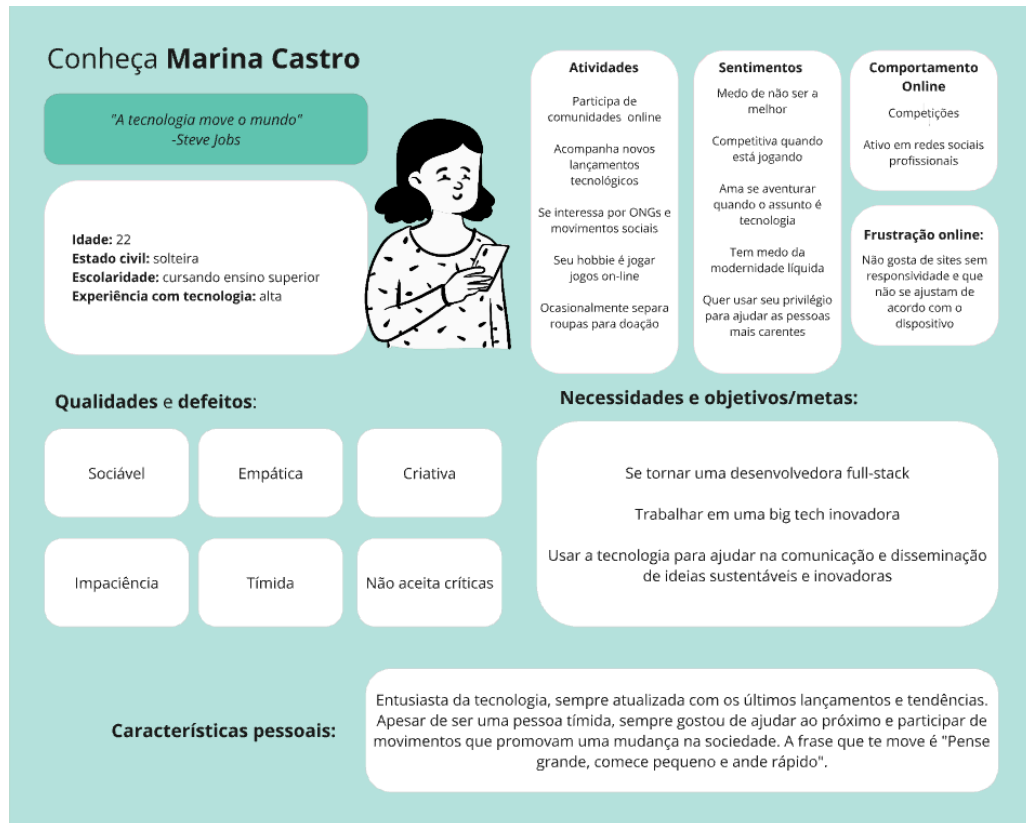 Conheça Marina Castro
"A tecnologia move o mundo"
-Steve Jobs
Idade: 22
Estado civil: solteira
Escolaridade: cursando ensino superior
Experiência com tecnologia: alta
Atividades
Participa de
comunidades online
Acompanha novos
lançamentos
tecnológicos
Se interessa por ONGs e
movimentos sociais
Seu hobbie é jogar
jogos on-line
Ocasionalmente separa
roupas para doação
Sentimentos
Medo de não ser a
melhor
Competitiva quando
está jogando
Ama se aventurar
quando o assunto é
tecnologia
Tem medo da
modernidade líquida
Quer usar seu privilégio
para ajudar as pessoas
mais carentes
Comportamento
Online
Competições
Ativo em redes sociais
profissionais
Frustração online:
Não gosta de sites sem
responsividade e que
não se ajustam de
acordo com o
dispositivo
Qualidades e defeitos:
Sociável
Empática
Criativa
Impaciência
Tímida
Não aceita críticas
Necessidades e objetivos/metas:
Se tornar uma desenvolvedora full-stack
Trabalhar em uma big tech inovadora
Usar a tecnologia para ajudar na comunicação e disseminação
de ideias sustentáveis e inovadoras
Características pessoais:
Entusiasta da tecnologia, sempre atualizada com os últimos lançamentos e tendências.
Apesar de ser uma pessoa tímida, sempre gostou de ajudar ao próximo e participar de
movimentos que promovam uma mudança na sociedade. A frase que te move é "Pense
grande, comece pequeno e ande rápido".